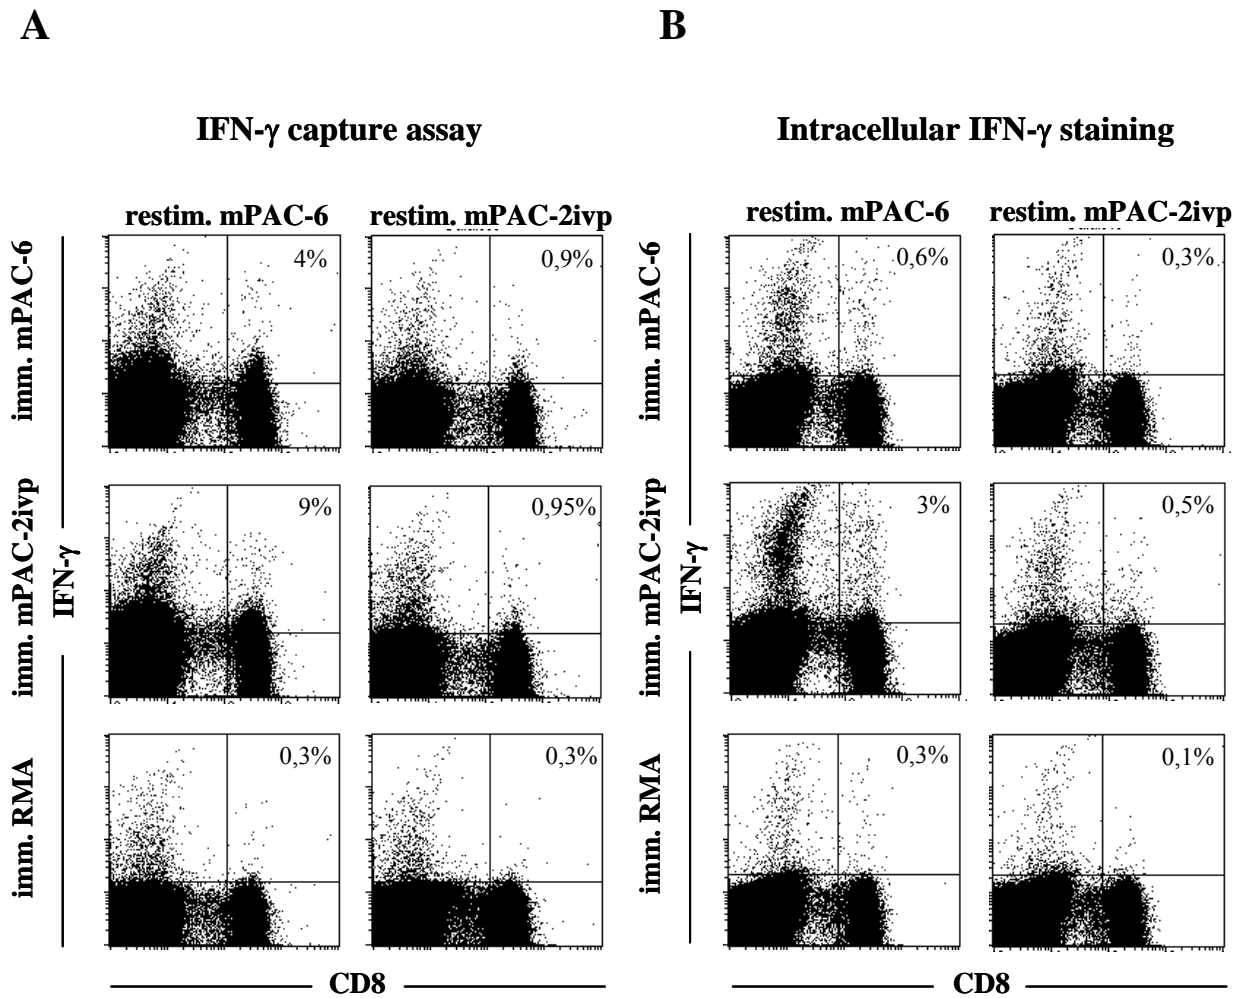 A
B
IFN-γ capture assay
Intracellular IFN-γ staining
restim. mPAC-6
restim. mPAC-2ivp
restim. mPAC-6
restim. mPAC-2ivp
imm. mPAC-6
4%
0,9%
imm. mPAC-6
0,6%
0,3%
imm. mPAC-2ivp
IFN-γ
9%
0,95%
imm. mPAC-2ivp
IFN-γ
3%
0,5%
imm. RMA
0,3%
0,3%
imm. RMA
0,3%
0,1%
CD8
CD8